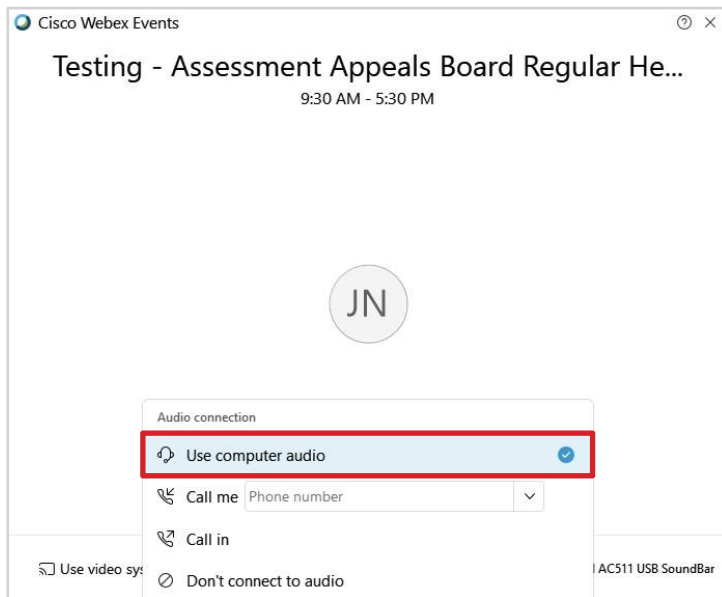 Cisco Webex Events
Testing - Assessment Appeals Board Regular He...
9:30 AM - 5:30 PM
JN
Audio connection
Use computer audio
Call me Phone number
Call in
Use video sys
AC511 USB SoundBar
Don't connect to audio